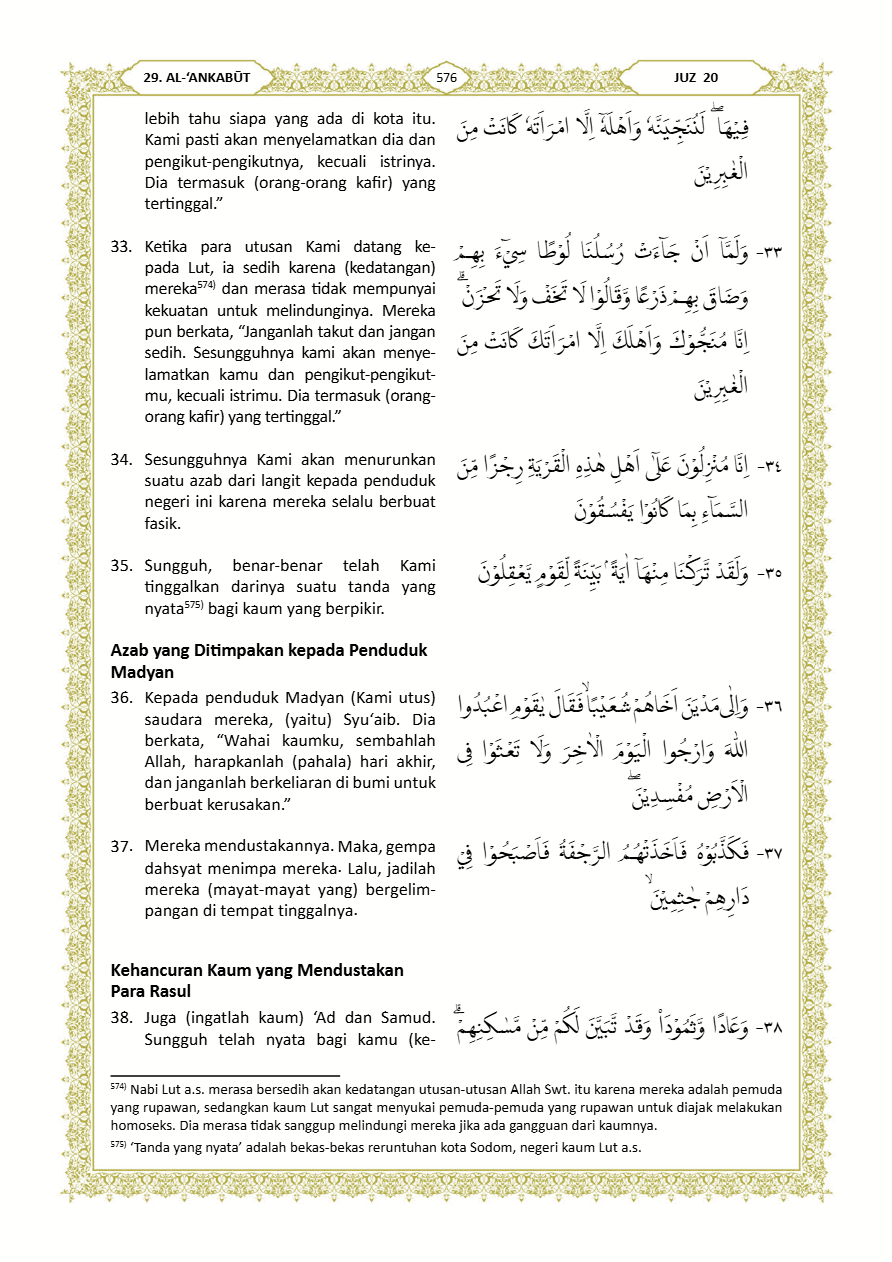 29. AL-‘ANKABŪT
576
JUZ 20
lebih tahu siapa yang ada di kota itu.
Kami pasti akan menyelamatkan dia dan
pengikut-pengikutnya, kecuali istrinya.
Dia termasuk (orang-orang kafir) yang
tertinggal.”
فِيْهَاۖ لَنُنَجِّيَنَّهٗ وَاَهْلَهٗٓ اِلَّا امْرَاَتَهٗ كَانَتْ مِنَ
الْغٰبِرِيْنَ
33. Ketika para utusan Kami datang ke-
pada Lut, ia sedih karena (kedatangan)
mereka⁵⁷⁴⁾ dan merasa tidak mempunyai
kekuatan untuk melindunginya. Mereka
pun berkata, “Janganlah takut dan jangan
sedih. Sesungguhnya kami akan menye-
lamatkan kamu dan pengikut-pengikut-
mu, kecuali istrimu. Dia termasuk (orang-
orang kafir) yang tertinggal.”
٣٣- وَلَمَّآ اَنْ جَاۤءَتْ رُسُلُنَا لُوْطًا سِيْۤءَ بِهِمْ
وَضَاقَ بِهِمْ ذَرْعًا وَّقَالُوْا لَا تَخَفْ وَلَا تَحْزَنْۗ
اِنَّا مُنَجُّوْكَ وَاَهْلَكَ اِلَّا امْرَاَتَكَ كَانَتْ مِنَ
الْغٰبِرِيْنَ
34. Sesungguhnya Kami akan menurunkan
suatu azab dari langit kepada penduduk
negeri ini karena mereka selalu berbuat
fasik.
٣٤- اِنَّا مُنْزِلُوْنَ عَلٰٓى اَهْلِ هٰذِهِ الْقَرْيَةِ رِجْزًا مِّنَ
السَّمَاۤءِ بِمَا كَانُوْا يَفْسُقُوْنَ
35. Sungguh, benar-benar telah Kami
tinggalkan darinya suatu tanda yang
nyata⁵⁷⁵⁾ bagi kaum yang berpikir.
٣٥- وَلَقَدْ تَّرَكْنَا مِنْهَآ اٰيَةً ۢ بَيِّنَةً لِّقَوْمٍ يَّعْقِلُوْنَ
Azab yang Ditimpakan kepada Penduduk
Madyan
36. Kepada penduduk Madyan (Kami utus)
saudara mereka, (yaitu) Syu‘aib. Dia
berkata, “Wahai kaumku, sembahlah
Allah, harapkanlah (pahala) hari akhir,
dan janganlah berkeliaran di bumi untuk
berbuat kerusakan.”
٣٦- وَاِلٰى مَدْيَنَ اَخَاهُمْ شُعَيْبًاۙ فَقَالَ يٰقَوْمِ اعْبُدُوا
اللّٰهَ وَارْجُوا الْيَوْمَ الْاٰخِرَ وَلَا تَعْثَوْا فِى
الْاَرْضِ مُفْسِدِيْنَۖ
37. Mereka mendustakannya. Maka, gempa
dahsyat menimpa mereka. Lalu, jadilah
mereka (mayat-mayat yang) bergelim-
pangan di tempat tinggalnya.
٣٧- فَكَذَّبُوْهُ فَاَخَذَتْهُمُ الرَّجْفَةُ فَاَصْبَحُوْا فِيْ
دَارِهِمْ جٰثِمِيْنَۙ
Kehancuran Kaum yang Mendustakan
Para Rasul
38. Juga (ingatlah kaum) ‘Ad dan Samud.
Sungguh telah nyata bagi kamu (ke-
٣٨- وَعَادًا وَّثَمُوْدَا۟ وَقَدْ تَّبَيَّنَ لَكُمْ مِّنْ مَّسٰكِنِهِمْۗ
⁵⁷⁴⁾ Nabi Lut a.s. merasa bersedih akan kedatangan utusan-utusan Allah Swt. itu karena mereka adalah pemuda
yang rupawan, sedangkan kaum Lut sangat menyukai pemuda-pemuda yang rupawan untuk diajak melakukan
homoseks. Dia merasa tidak sanggup melindungi mereka jika ada gangguan dari kaumnya.
⁵⁷⁵⁾ ‘Tanda yang nyata’ adalah bekas-bekas reruntuhan kota Sodom, negeri kaum Lut a.s.